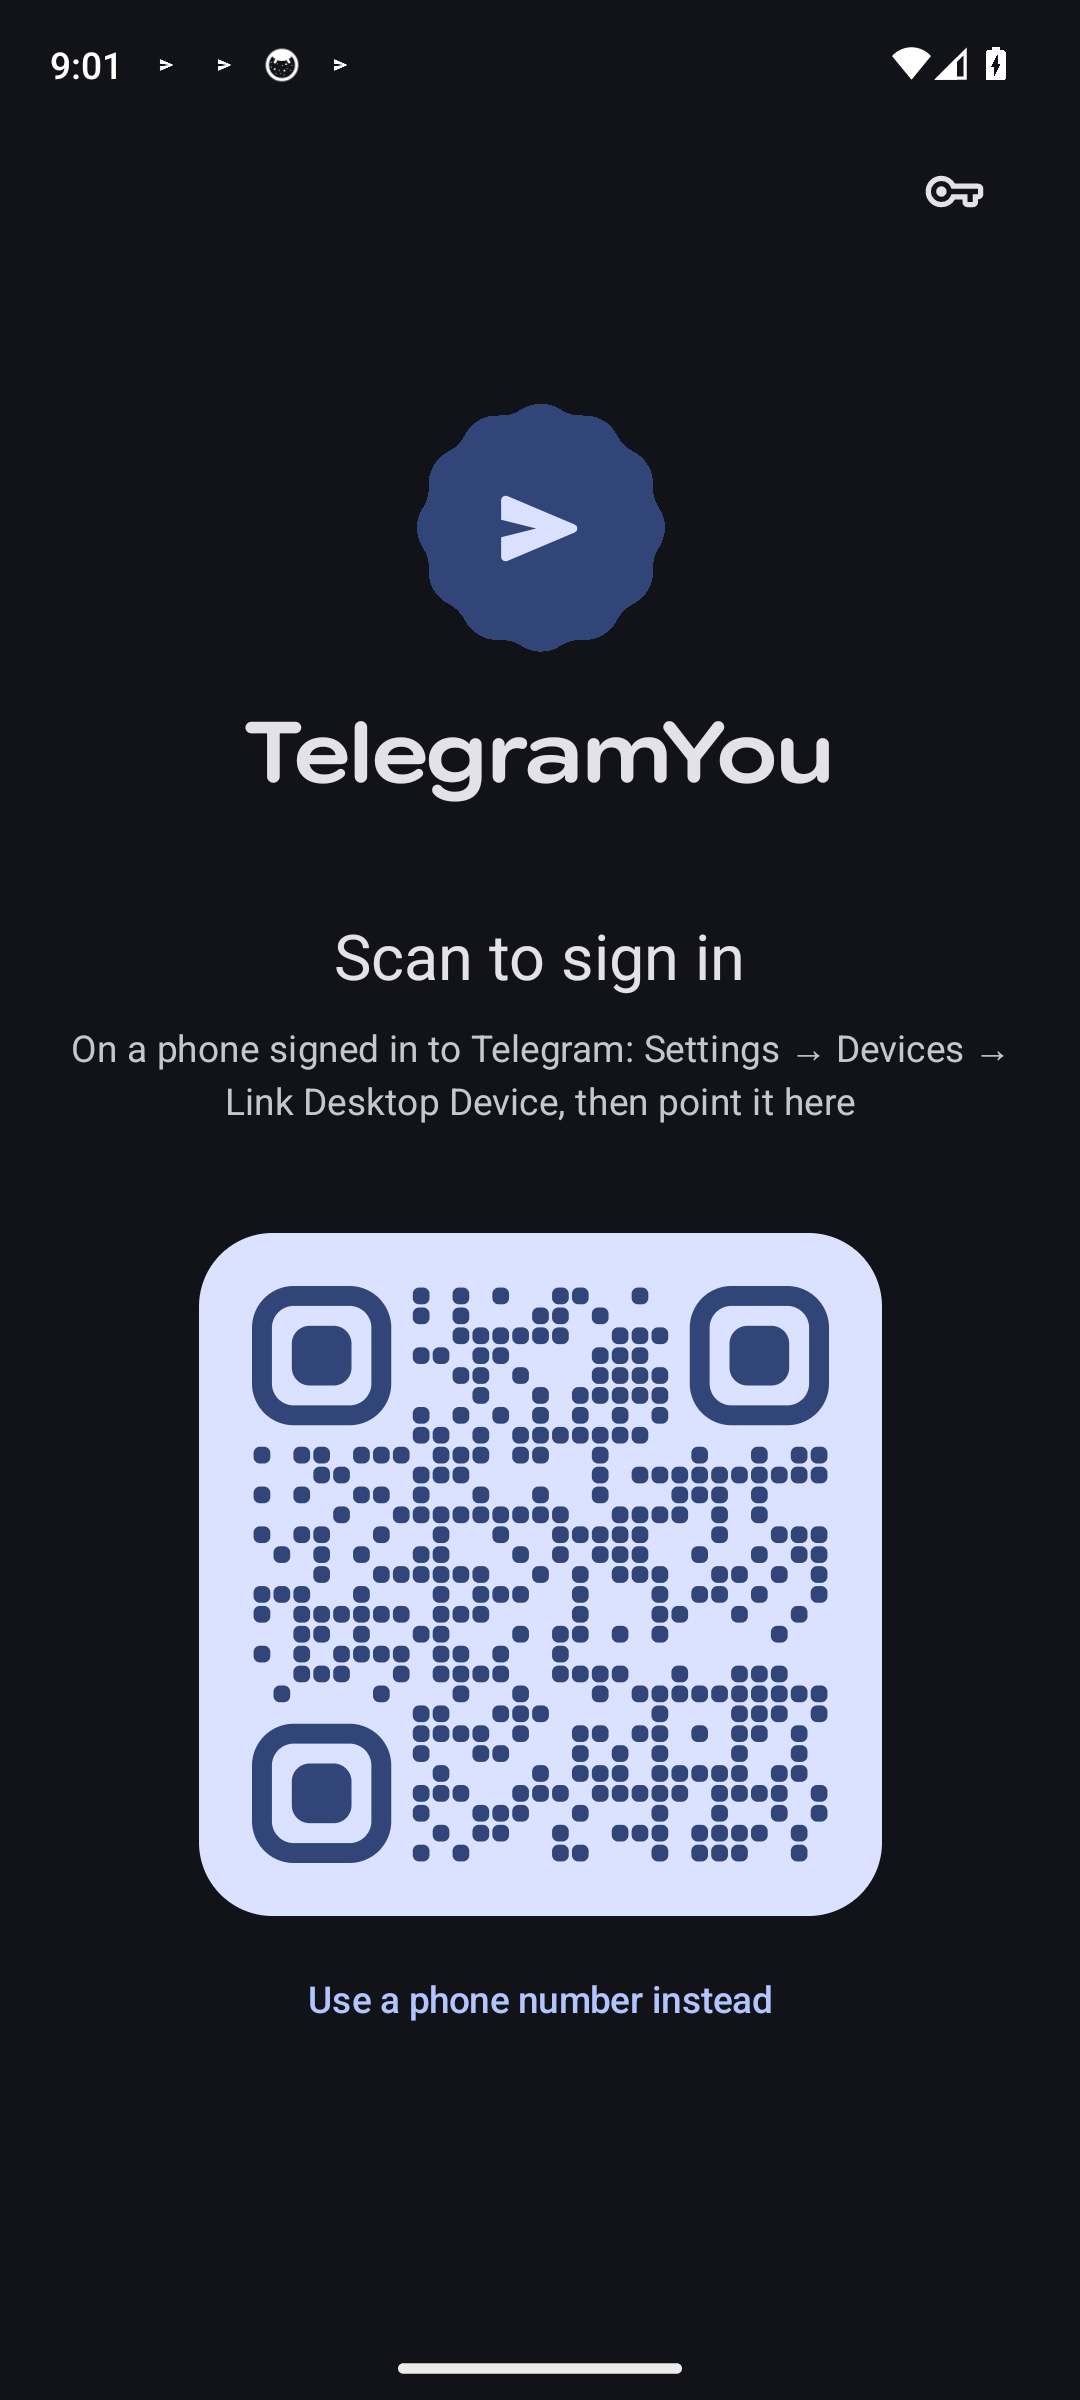 9:01
TelegramYou
Scan to sign in
On a phone signed in to Telegram: Settings → Devices →
Link Desktop Device, then point it here
Use a phone number instead